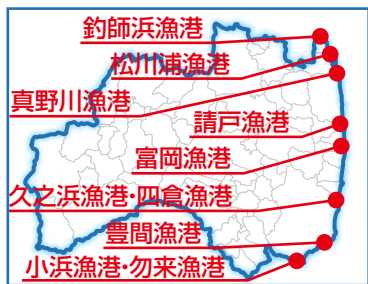 釣師浜漁港
松川浦漁港
真野川漁港
請戸漁港
富岡漁港
久之浜漁港・四倉漁港
豊間漁港
小浜漁港・勿来漁港